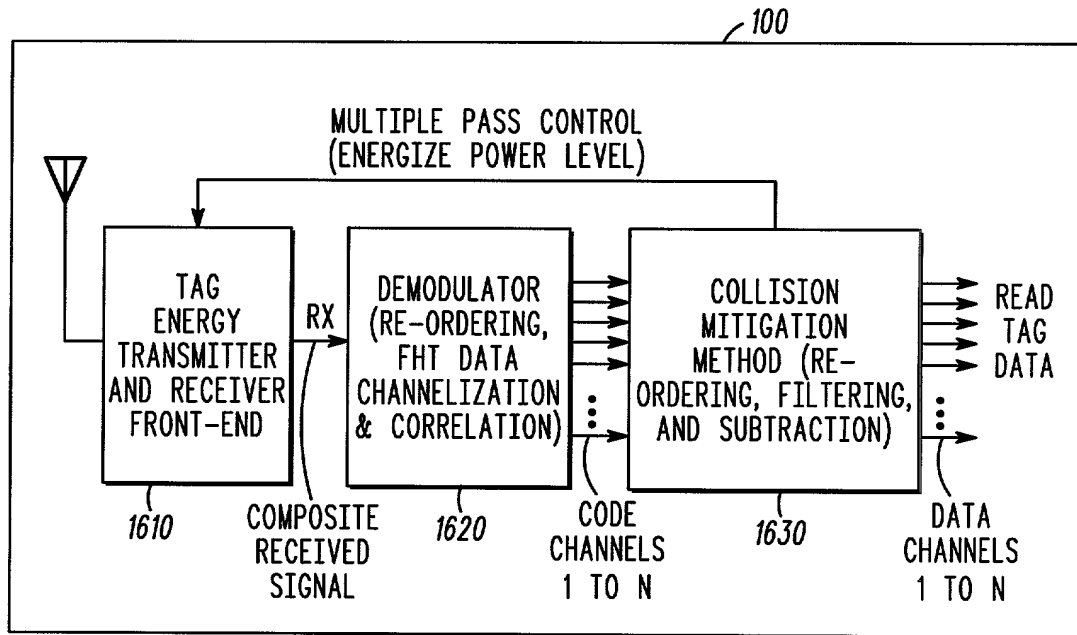 100
MULTIPLE PASS CONTROL
(ENERGIZE POWER LEVEL)
TAG
ENERGY
TRANSMITTER
AND RECEIVER
FRONT-END
RX
DEMODULATOR
(RE-ORDERING,
FHT DATA
CHANNELIZATION
& CORRELATION)
COLLISION
MITIGATION
METHOD (RE-
ORDERING, FILTERING,
AND SUBTRACTION)
READ
TAG
DATA
1610
COMPOSITE
RECEIVED
SIGNAL
1620
CODE
CHANNELS
1 TO N
1630
DATA
CHANNELS
1 TO N